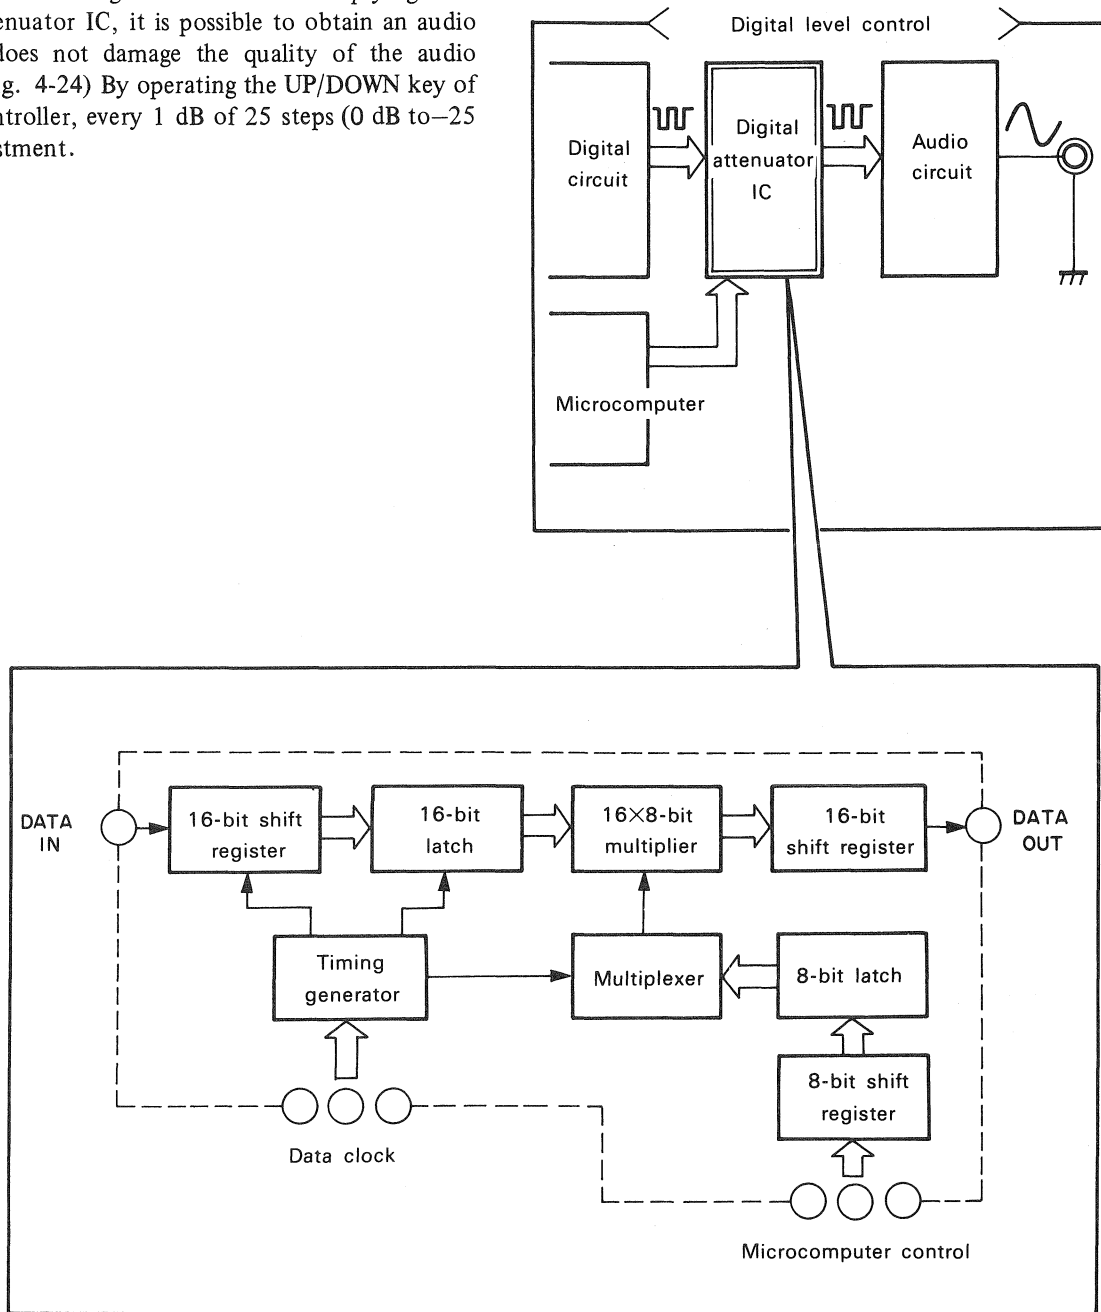 enuator IC, it is possible to obtain an audio
does not damage the quality of the audio
g. 4-24) By operating the UP/DOWN key of
ntroller, every 1 dB of 25 steps (0 dB to–25
stment.
Digital level control
Digital
circuit
Digital
attenuator
IC
Audio
circuit
Microcomputer
DATA
IN
16-bit shift
register
16-bit
latch
16×8-bit
multiplier
16-bit
shift register
DATA
OUT
Timing
generator
Multiplexer
8-bit latch
8-bit shift
register
Data clock
Microcomputer control